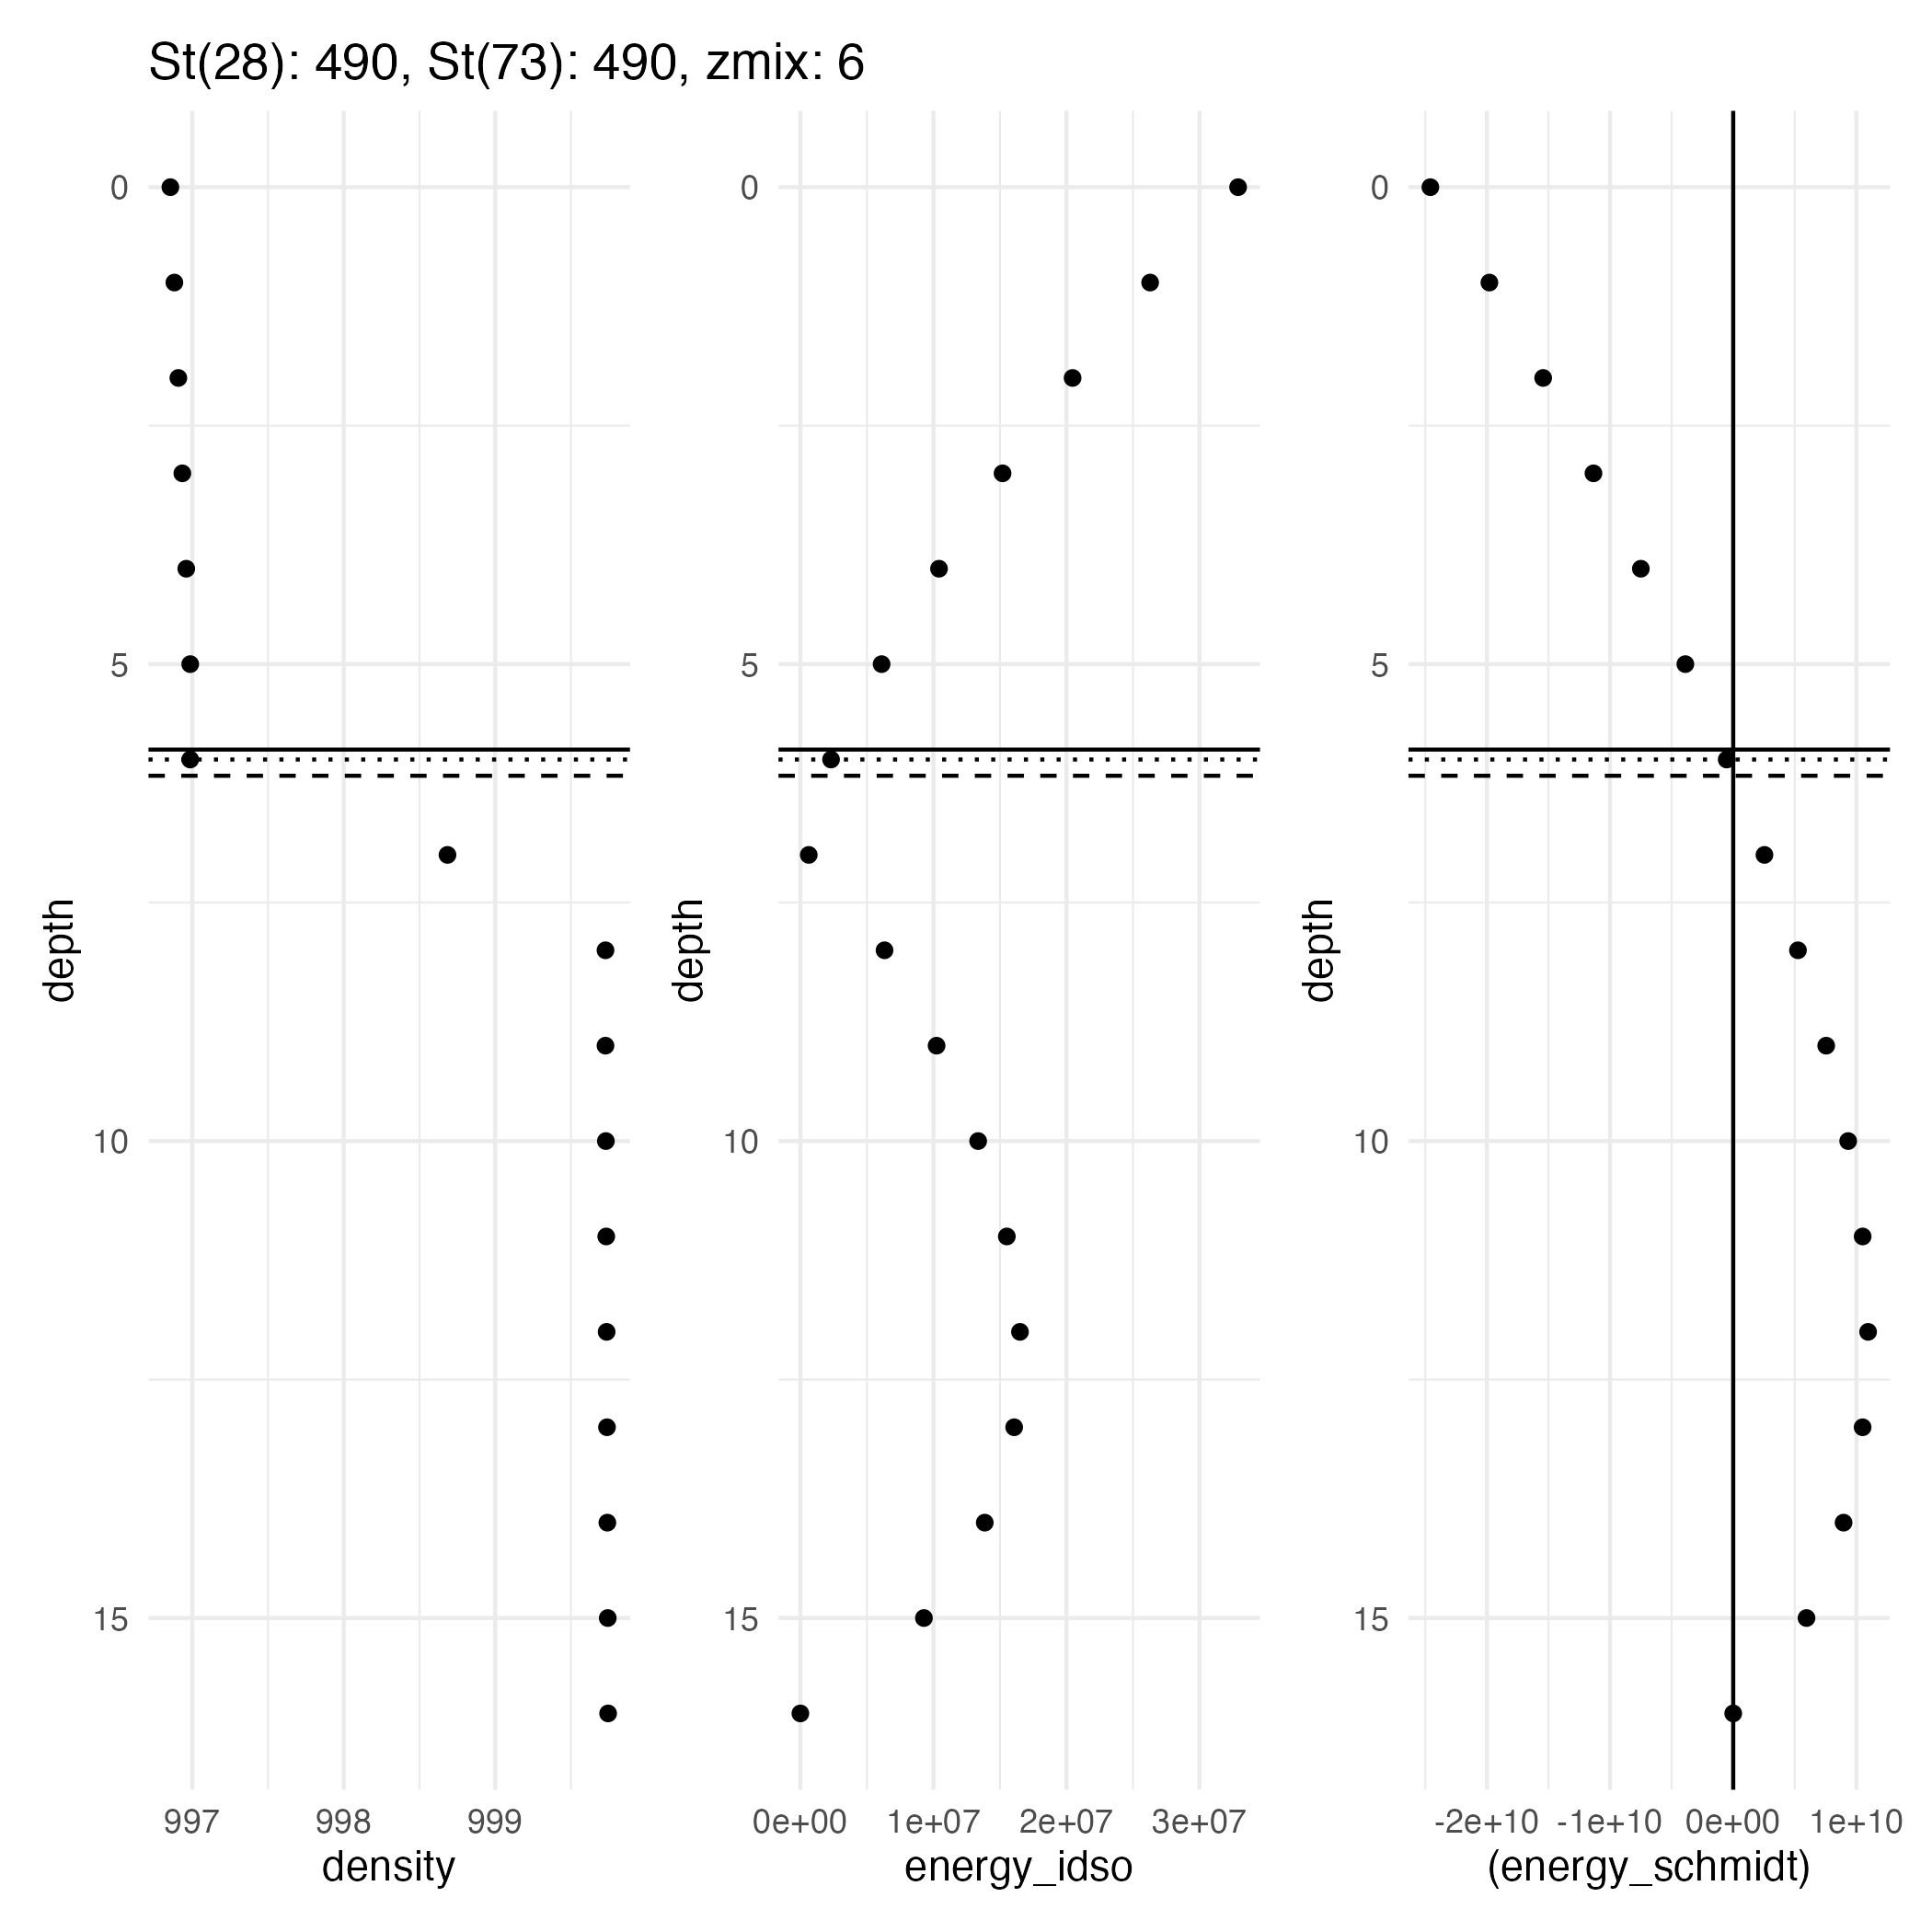 St(28): 490, St(73): 490, zmix: 6
0
5
10
15
depth
997 998 999
density
0
5
10
15
depth
0e+00 1e+07 2e+07 3e+07
energy_idso
0
5
10
15
depth
-2e+10 -1e+10 0e+00 1e+10
(energy_schmidt)